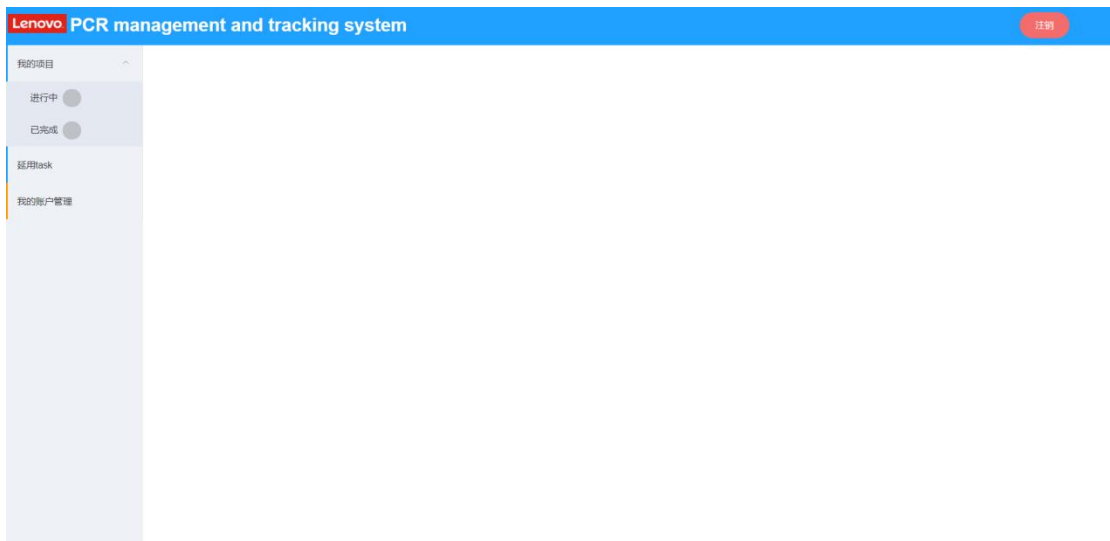 Lenovo PCR management and tracking system
注销
我的项目
进行中
已完成
延用task
我的账户管理